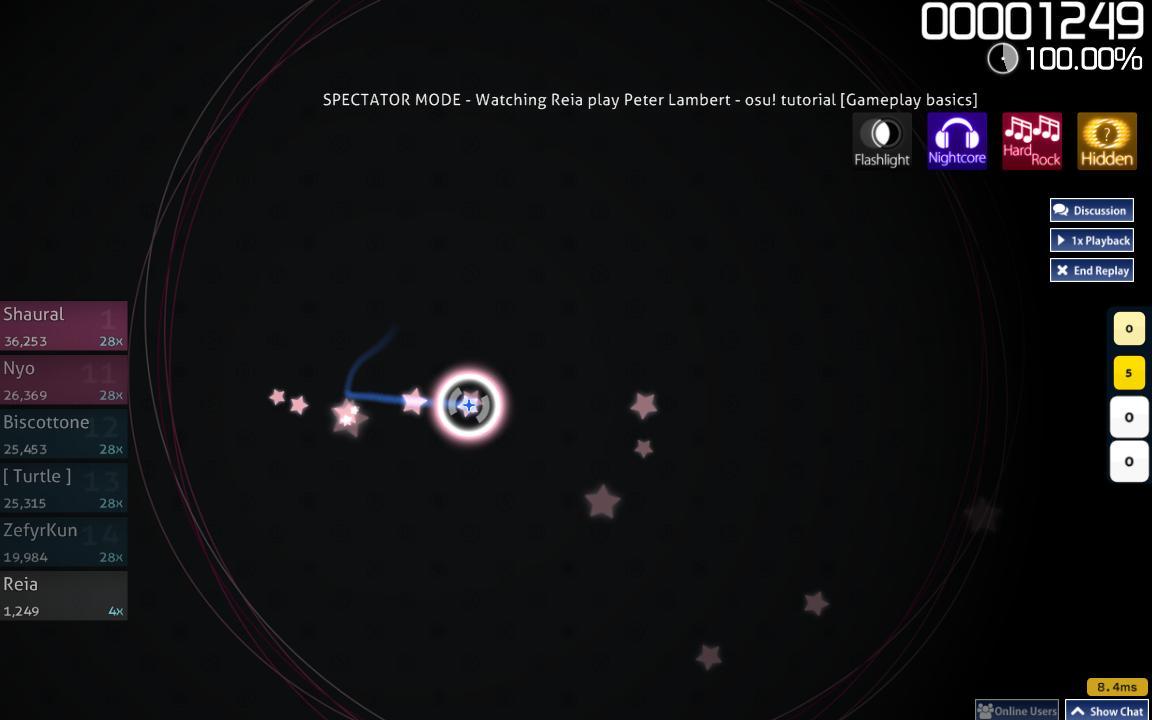 00001249
100.00%
SPECTATOR MODE - Watching Reia play Peter Lambert - osu! tutorial [Gameplay basics]
Flashlight
Nightcore
Hard Rock
Hidden
Discussion
1x Playback
End Replay
Shaural 1
36,253 28x
Nyo 11
26,369 28x
Biscottone 12
25,453 28x
[ Turtle ] 13
25,315 28x
ZefyrKun 14
19,984 28x
Reia
1,249 4x
0
5
0
0
8.4ms
Online Users
Show Chat